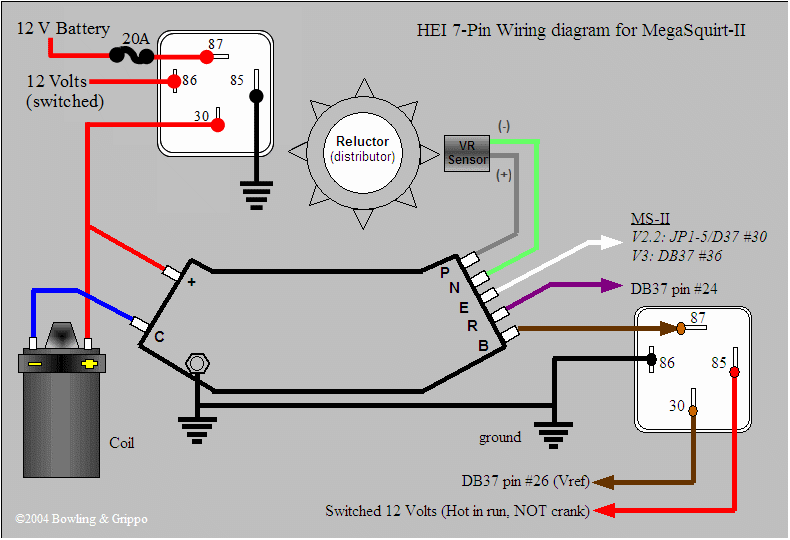 HEI 7-Pin Wiring diagram for MegaSquirt-II
12 V Battery
20A
87
12 Volts
(switched)
86
85
30
Reluctor
(distributor)
VR
Sensor
(-)
(+)
MS-II
V2.2: JP1-5/D37 #30
V3: DB37 #36
DB37 pin #24
+
C
P
N
E
R
B
87
86
85
30
Coil
ground
DB37 pin #26 (Vref)
Switched 12 Volts (Hot in run, NOT crank)
©2004 Bowling & Grippo